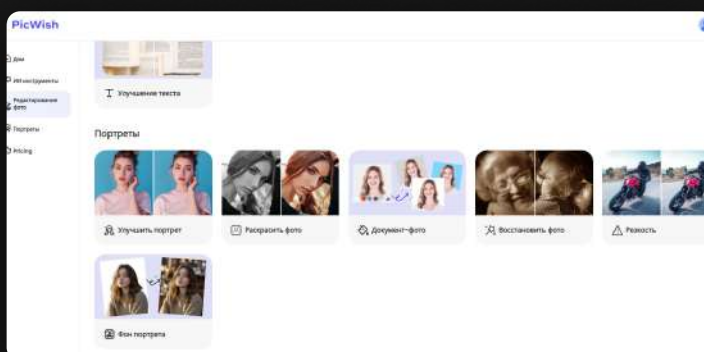 PicWish
Дом
ИИ инструменты
Редактирование
фото
Портреты
Pricing
Улучшение текста
Портреты
Улучшить портрет
Раскрасить фото
Документ-фото
Восстановить фото
Резкость
Фон портрета